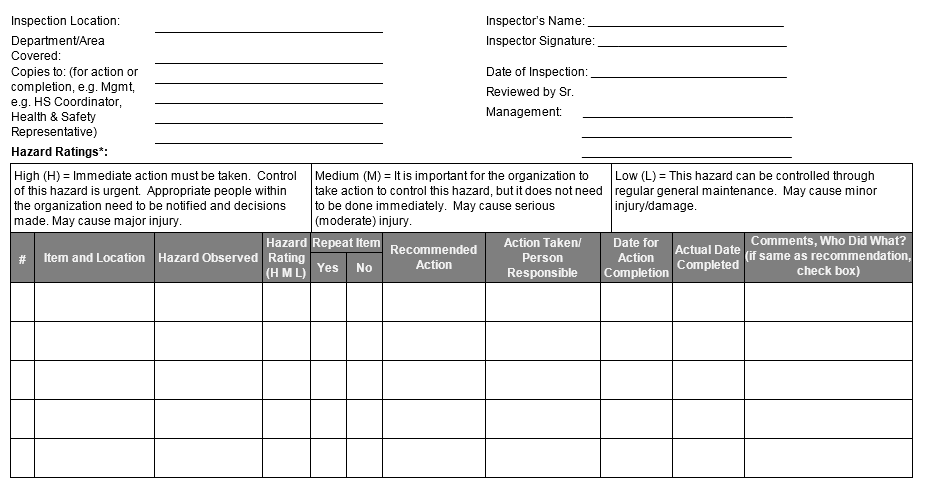 Inspection Location:
Department/Area
Covered:
Copies to: (for action or
completion, e.g. Mgmt,
e.g. HS Coordinator,
Health & Safety
Representative)
Inspector's Name:
Inspector Signature:
Date of Inspection:
Reviewed by Sr.
Management:
Hazard Ratings*:
High (H) = Immediate action must be taken. Control
of this hazard is urgent. Appropriate people within
the organization need to be notified and decisions
made. May cause major injury.
Medium (M) = It is important for the organization to
take action to control this hazard, but it does not need
to be done immediately. May cause serious
(moderate) injury.
Low (L) = This hazard can be controlled through
regular general maintenance. May cause minor
injury/damage.
#
Item and Location
Hazard Observed
Hazard
Rating
(H M L)
Repeat Item
Yes
No
Recommended
Action
Action Taken/
Person
Responsible
Date for
Action
Completion
Actual Date
Completed
Comments, Who Did What?
(if same as recommendation,
check box)